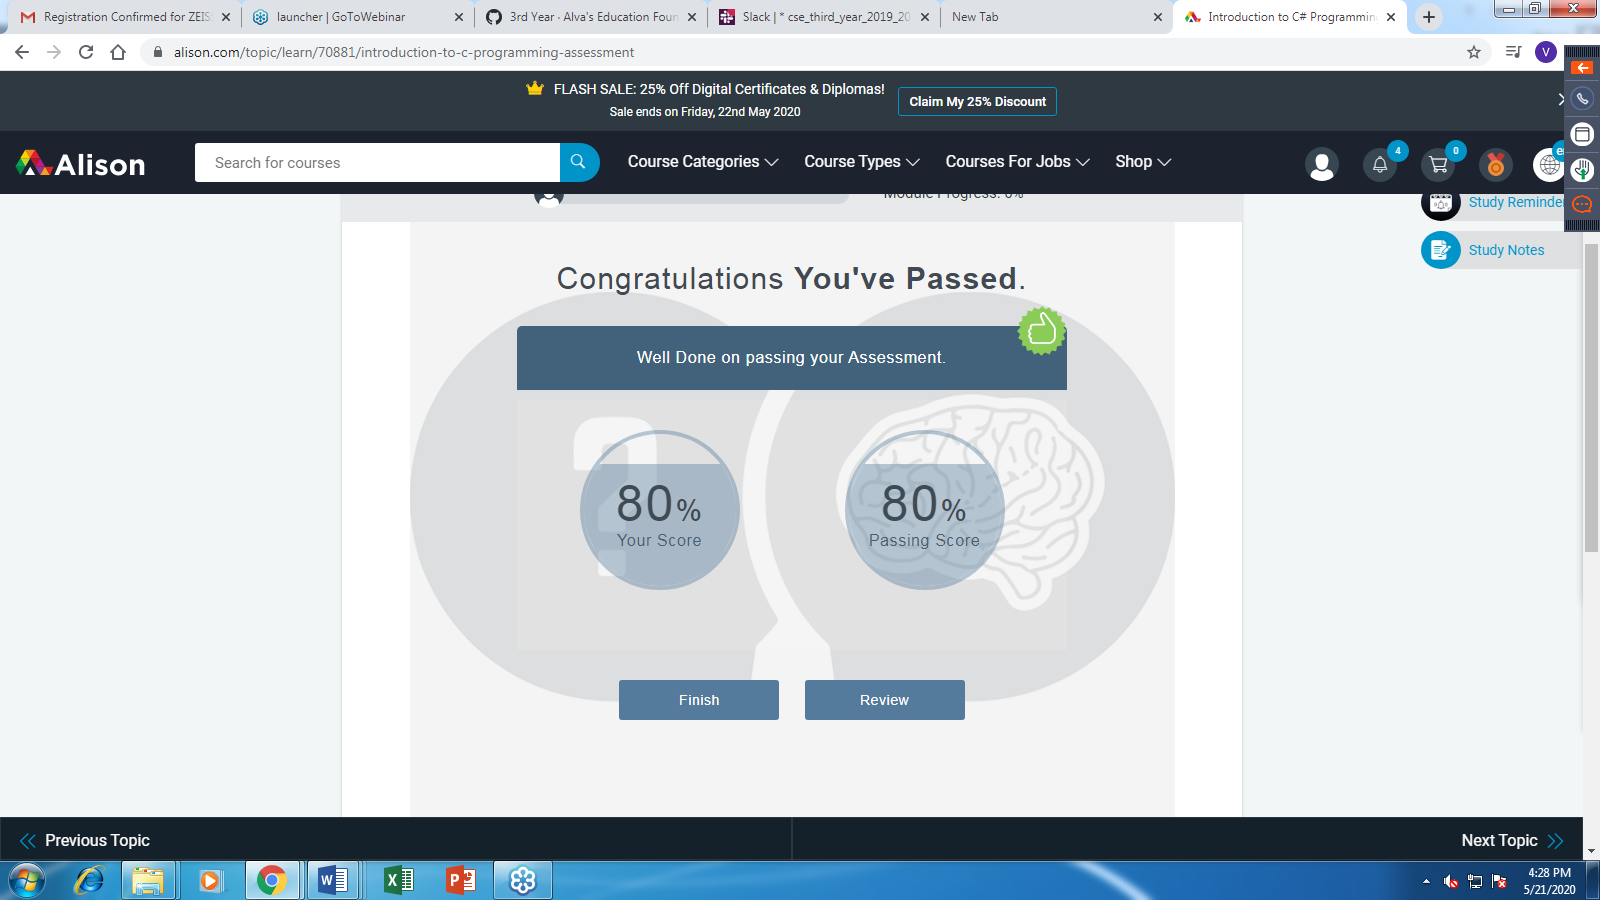 Registration Confirmed for ZEIS
launcher | GoToWebinar
3rd Year · Alva's Education Foun
Slack | * cse_third_year_2019_20
New Tab
Introduction to C# Programmin
alison.com/topic/learn/70881/introduction-to-c-programming-assessment
V
FLASH SALE: 25% Off Digital Certificates & Diplomas!
Sale ends on Friday, 22nd May 2020
Claim My 25% Discount
Alison
Search for courses
Course Categories
Course Types
Courses For Jobs
Shop
4
0
Module Progress: 0%
Study Reminde
Study Notes
Congratulations You've Passed.
Well Done on passing your Assessment.
80%
Your Score
80%
Passing Score
Finish
Review
Previous Topic
Next Topic
4:28 PM
5/21/2020